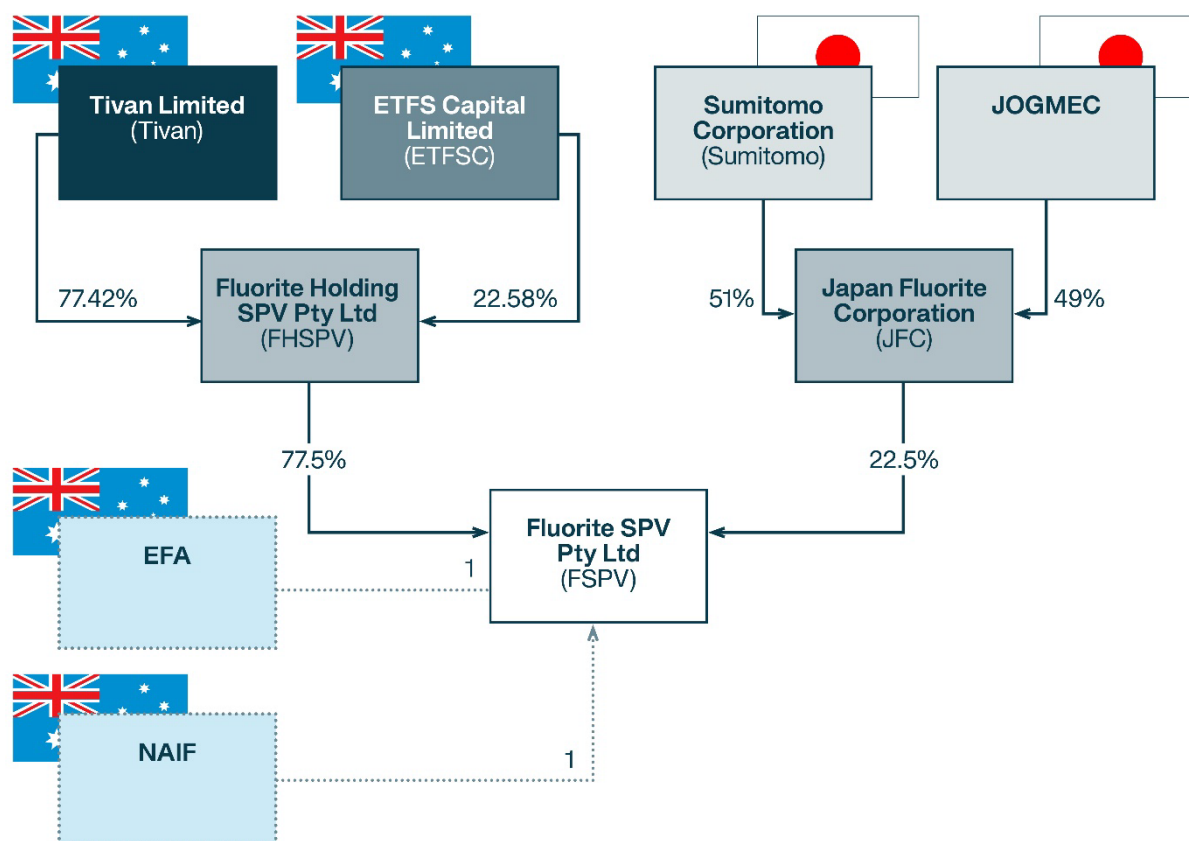 Tivan Limited
(Tivan)
ETFS Capital
Limited
(ETFSC)
Sumitomo
Corporation
(Sumitomo)
JOGMEC
77.42%
Fluorite Holding
SPV Pty Ltd
(FHSPV)
22.58%
51%
Japan Fluorite
Corporation
(JFC)
49%
77.5%
22.5%
EFA
1
Fluorite SPV
Pty Ltd
(FSPV)
NAIF
1